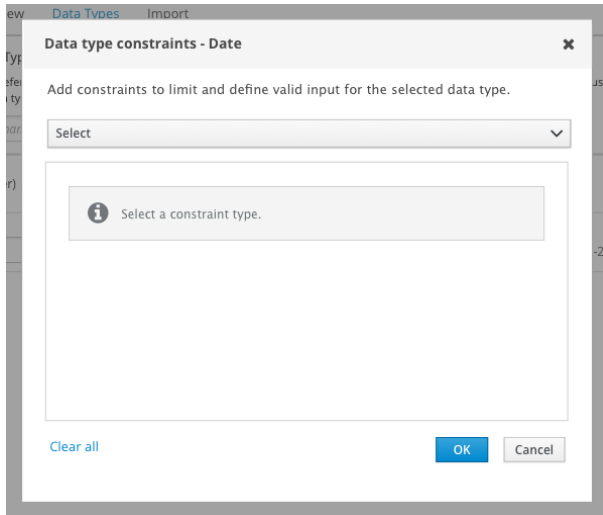 ew Data Types Import
Data type constraints - Date
Add constraints to limit and define valid input for the selected data type.
Select
Select a constraint type.
Clear all
OK Cancel